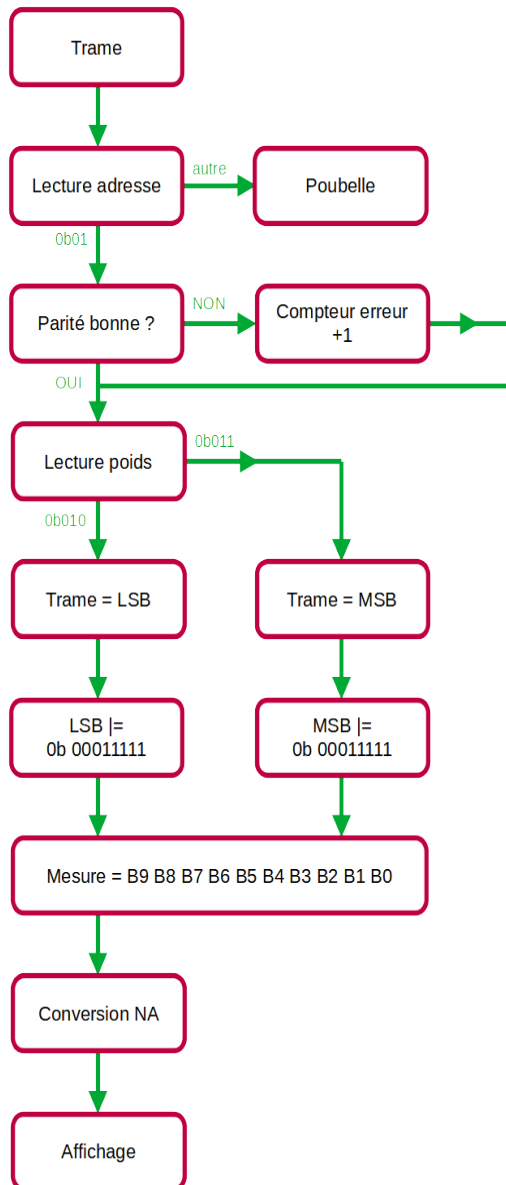 Trame
Lecture adresse
autre
Poubelle
0b01
Parité bonne ?
NON
Compteur erreur
+1
OUI
Lecture poids
0b011
0b010
Trame = LSB
Trame = MSB
LSB |=
0b 00011111
MSB |=
0b 00011111
Mesure = B9 B8 B7 B6 B5 B4 B3 B2 B1 B0
Conversion NA
Affichage